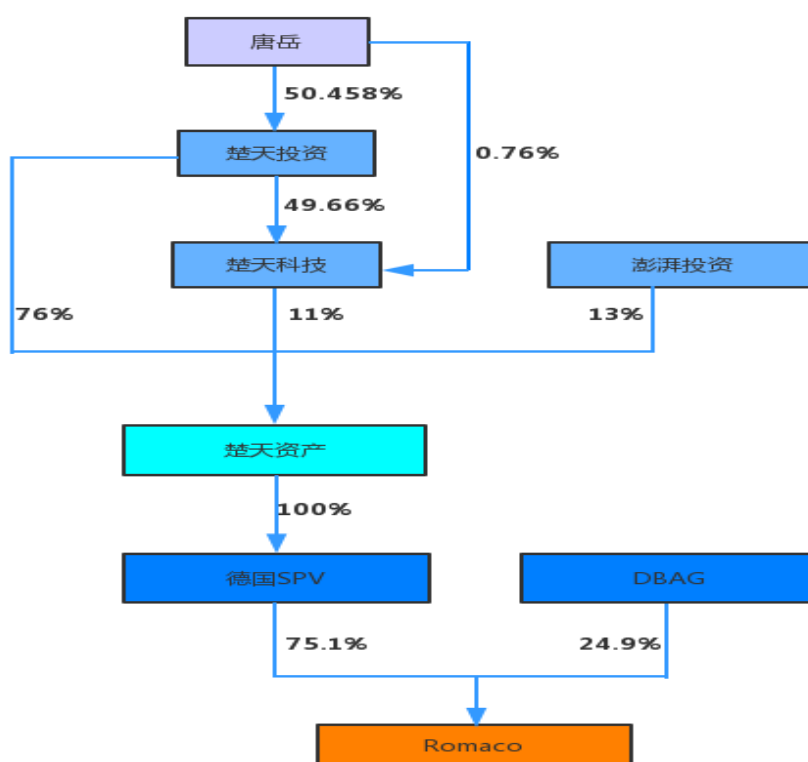 唐岳
50.458%
楚天投资
0.76%
49.66%
楚天科技
澎湃投资
76%
11%
13%
楚天资产
100%
德国SPV
DBAG
75.1%
24.9%
Romaco